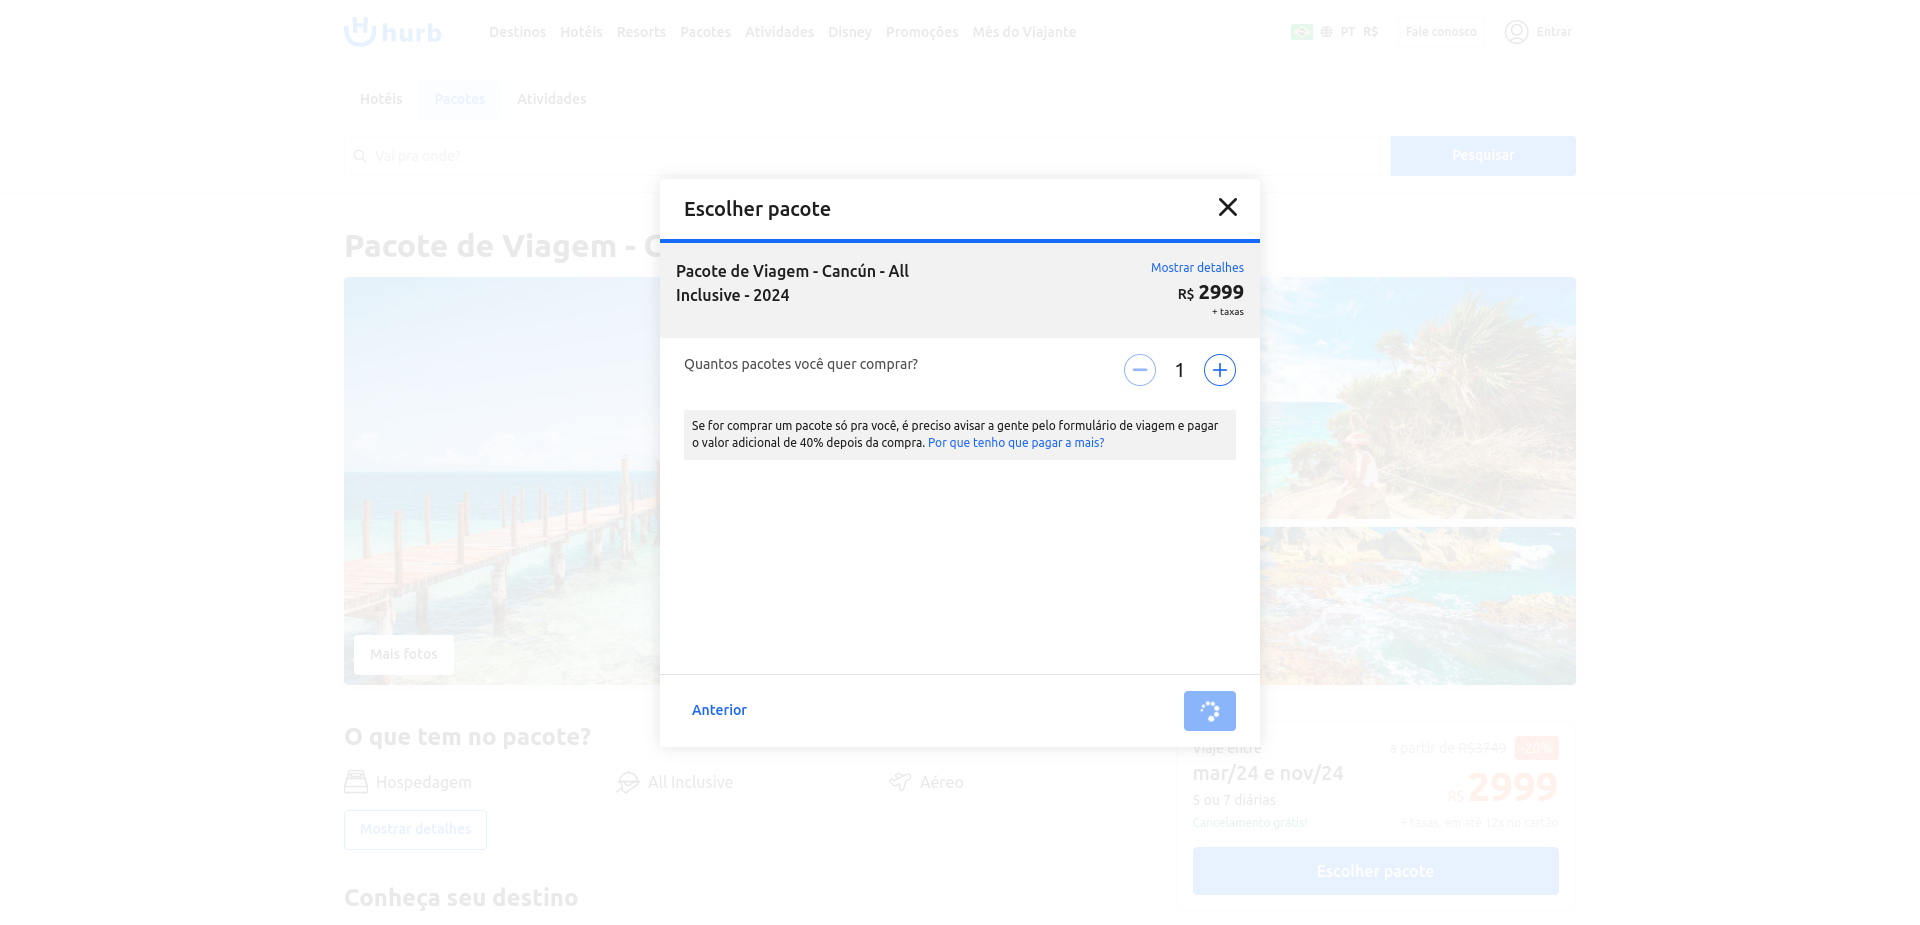 hurb
Destinos Hotéis Resorts Pacotes Atividades Disney Promoções Mês do Viajante
PT R$ Fale conosco Entrar
Hotéis Pacotes Atividades
Vai pra onde? Pesquisar
Pacote de Viagem - C
Escolher pacote
Pacote de Viagem - Cancún - All
Inclusive - 2024
Mostrar detalhes
R$ 2999
+ taxas
Quantos pacotes você quer comprar? 1
Se for comprar um pacote só pra você, é preciso avisar a gente pelo formulário de viagem e pagar
o valor adicional de 40% depois da compra. Por que tenho que pagar a mais?
Anterior
Mais fotos
O que tem no pacote?
Hospedagem All Inclusive Aéreo
Mostrar detalhes
Conheça seu destino
Viaje entre a partir de R$3749 -20%
mar/24 e nov/24
R$ 2999
5 ou 7 diárias
Cancelamento grátis! + taxas, em até 12x no cartão
Escolher pacote